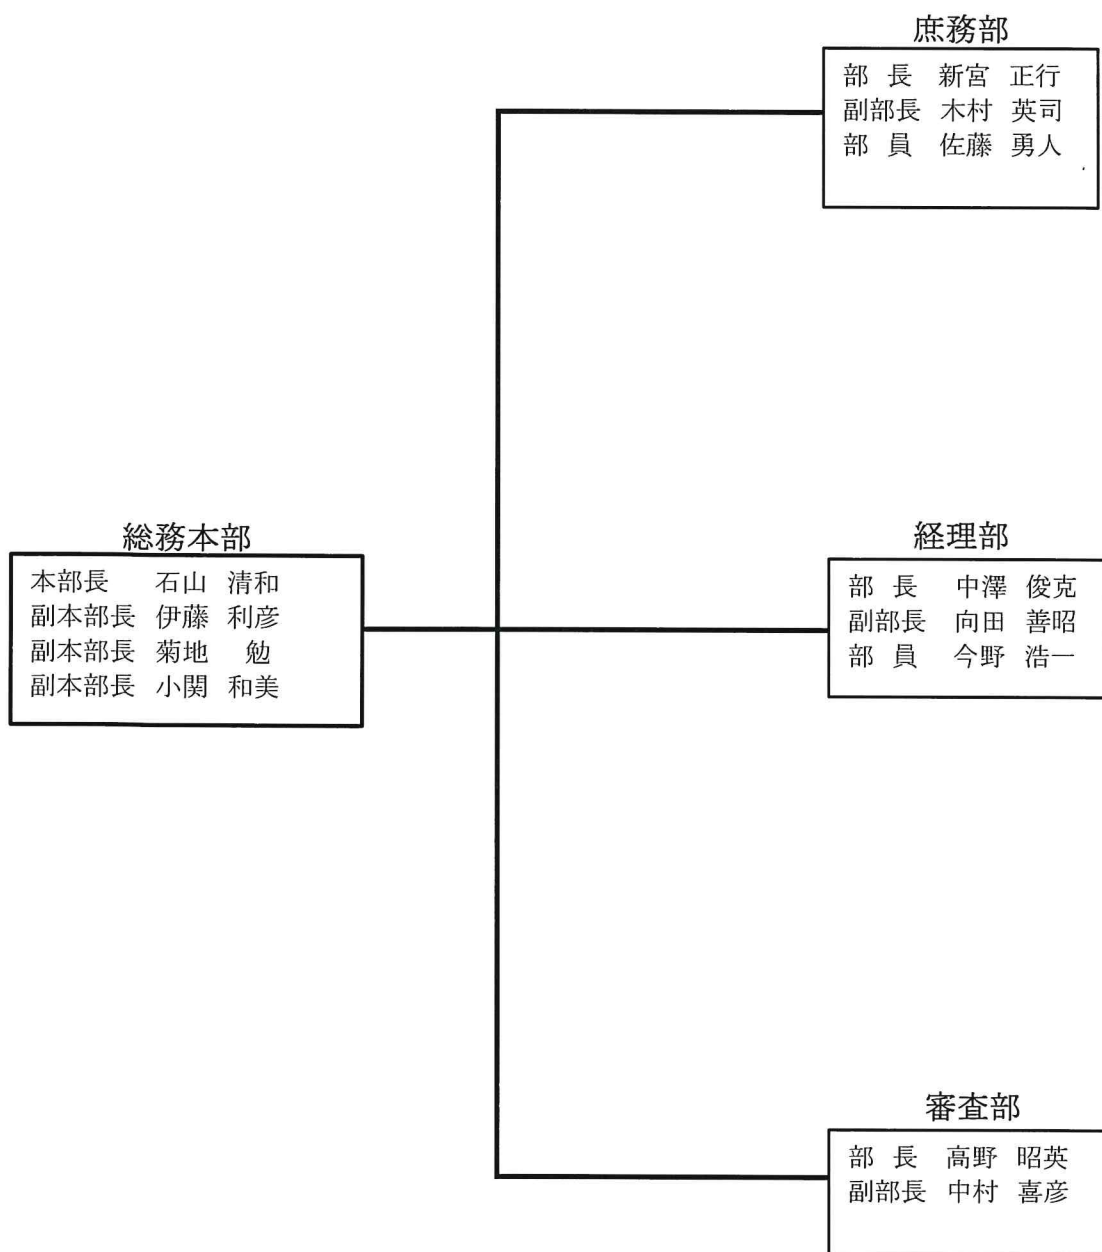 庶務部
部 長 新宮 正行
副部長 木村 英司
部 員 佐藤 勇人
総務本部
本部長 石山 清和
副本部長 伊藤 利彦
副本部長 菊地 勉
副本部長 小関 和美
経理部
部 長 中澤 俊克
副部長 向田 善昭
部 員 今野 浩一
審査部
部 長 高野 昭英
副部長 中村 喜彦